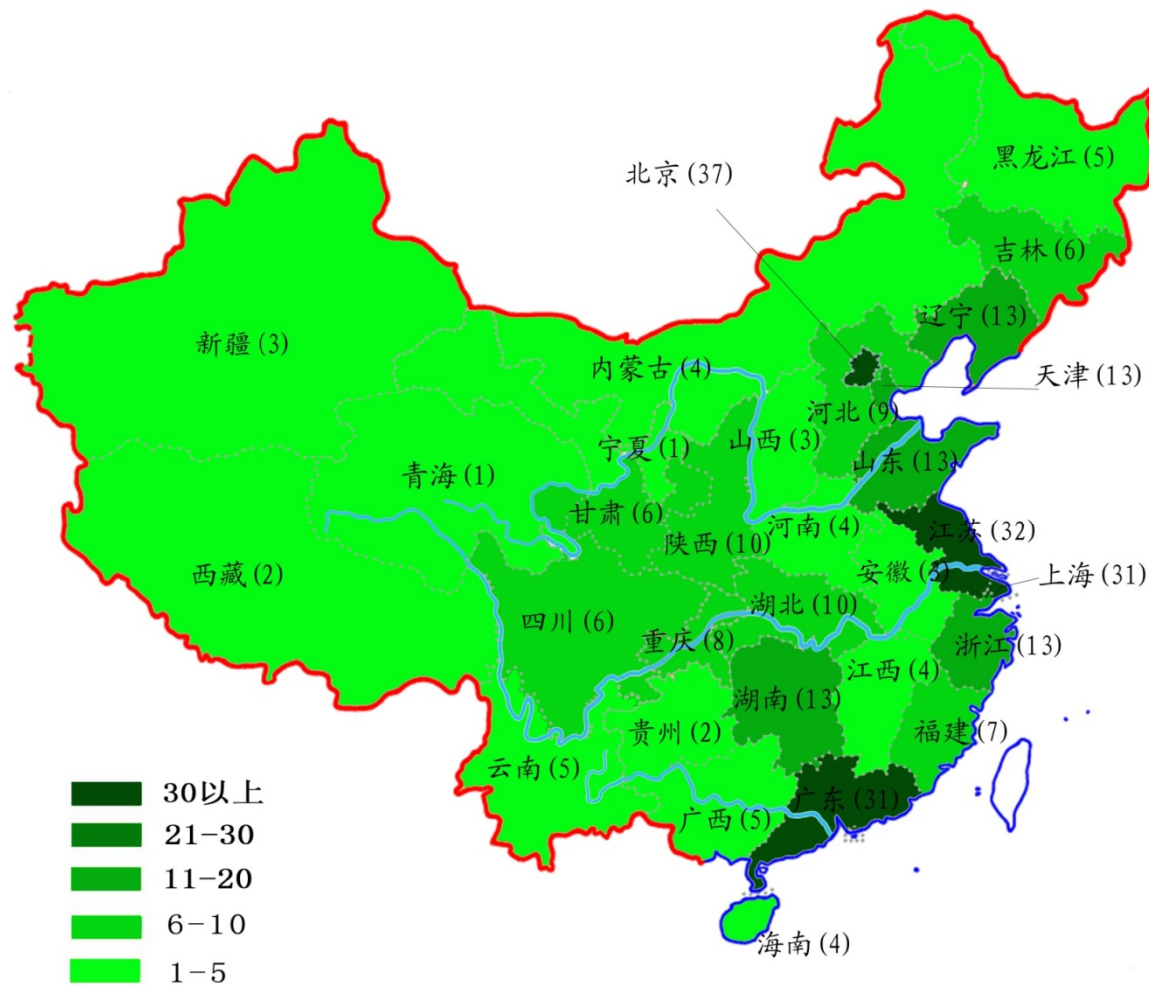 黑龙江(5)
北京(37)
吉林(6)
辽宁(13)
新疆(3)
内蒙古(4)
天津(13)
河北(9)
宁夏(1)
山西(3)
山东(13)
青海(1)
甘肃(6)
河南(4)
江苏(32)
陕西(10)
西藏(2)
安徽(3)
上海(31)
湖北(10)
四川(6)
重庆(8)
浙江(13)
江西(4)
湖南(13)
贵州(2)
福建(7)
云南(5)
广东(31)
广西(5)
海南(4)
30以上
21-30
11-20
6-10
1-5